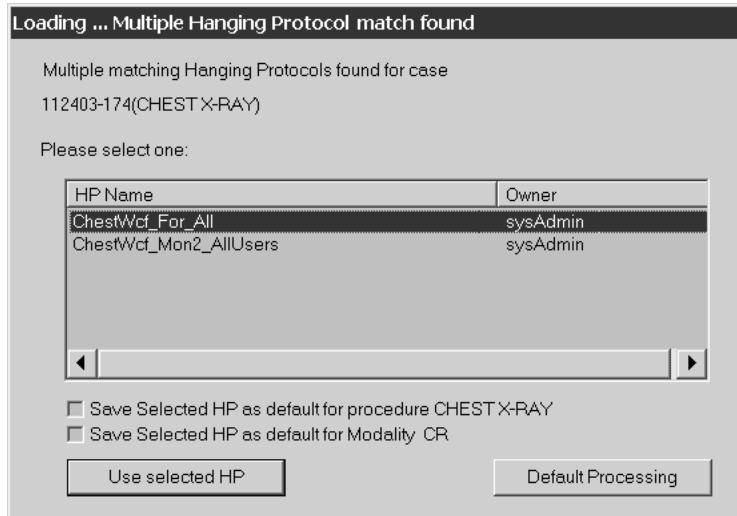 Loading ... Multiple Hanging Protocol match found
Multiple matching Hanging Protocols found for case
112403-174(CHEST X-RAY)
Please select one:
HP Name Owner
ChestWcf_For_All sysAdmin
ChestWcf_Mon2_AllUsers sysAdmin
Save Selected HP as default for procedure CHEST X-RAY
Save Selected HP as default for Modality CR
Use selected HP Default Processing